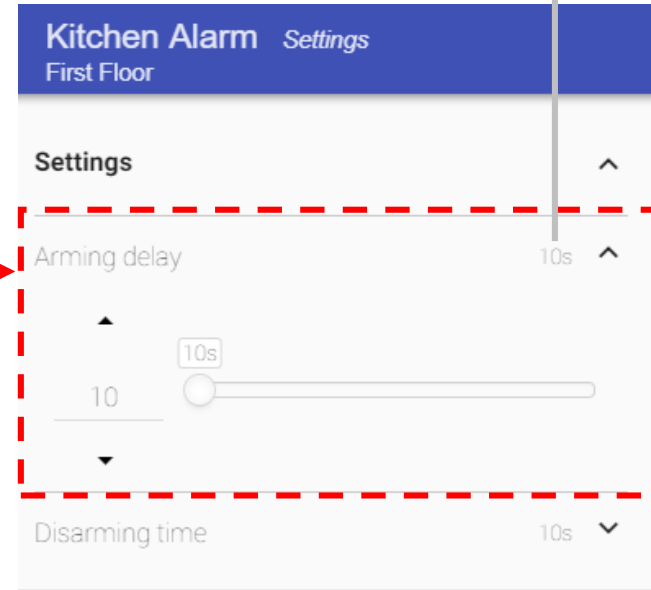 Kitchen Alarm Settings
First Floor
Settings
Arming delay 10s
10s
10
Disarming time 10s